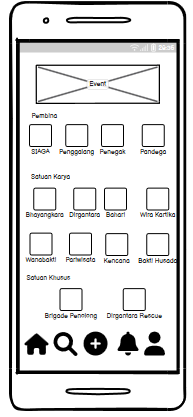 Event
Pembina
SIAGA Penggalang Penegak Pandega
Satuan Karya
Bhayangkara Dirgantara Bahari Wira Kartika
Wanabakti Pariwisata Kencana Bakti Husada
Satuan Khusus
Brigade Penolong Dirgantara Rescue